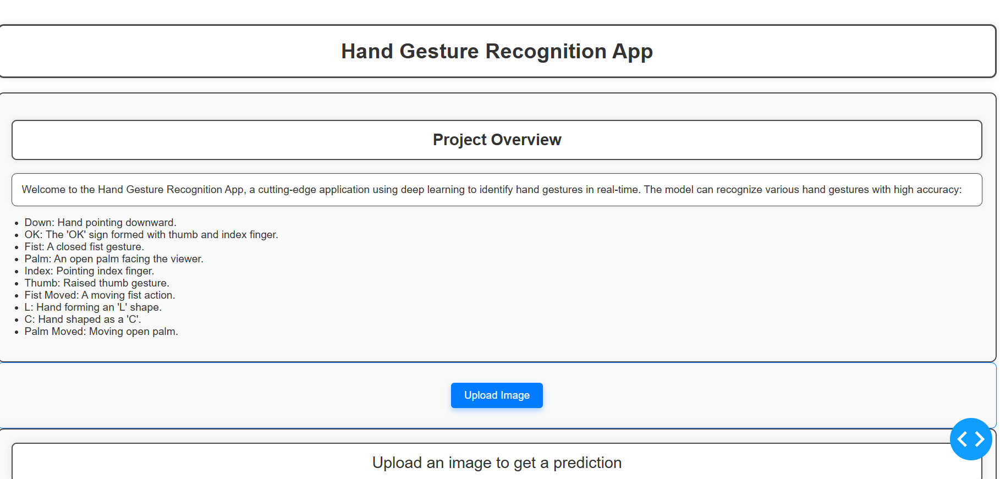 Hand Gesture Recognition App
Project Overview
Welcome to the Hand Gesture Recognition App, a cutting-edge application using deep learning to identify hand gestures in real-time. The model can recognize various hand gestures with high accuracy:
Down: Hand pointing downward.
OK: The 'OK' sign formed with thumb and index finger.
Fist: A closed fist gesture.
Palm: An open palm facing the viewer.
Index: Pointing index finger.
Thumb: Raised thumb gesture.
Fist Moved: A moving fist action.
L: Hand forming an 'L' shape.
C: Hand shaped as a 'C'.
Palm Moved: Moving open palm.
Upload Image
Upload an image to get a prediction